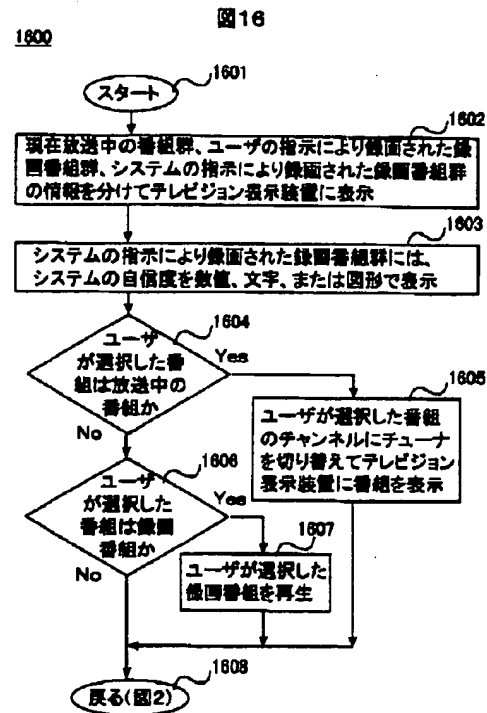 図16
1600
1601
スタート
1602
現在放送中の番組群、ユーザの指示により録画された録
画番組群、システムの指示により録画された録画番組群
の情報を分けてテレビジョン表示装置に表示
1603
システムの指示により録画された録画番組群には、
システムの自信度を数値、文字、または図形で表示
1604
ユーザ
が選択した番
組は放送中の
番組か
Yes
No
1605
ユーザが選択した番組
のチャンネルにチューナ
を切り替えてテレビジョン
表示装置に番組を表示
1606
ユーザ
が選択した
番組は録画
番組か
Yes
No
1607
ユーザが選択した
録画番組を再生
1608
戻る(図2)